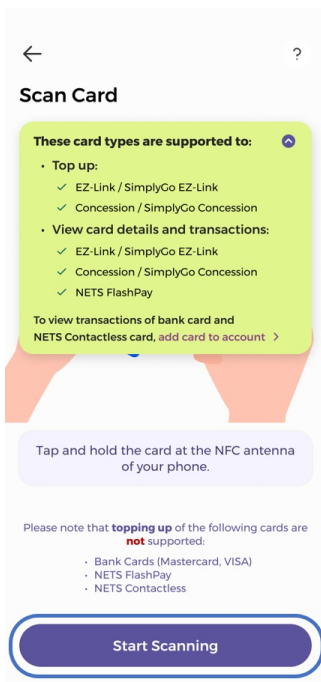 ?
Scan Card
These card types are supported to:
• Top up:
✓ EZ-Link / SimplyGo EZ-Link
✓ Concession / SimplyGo Concession
• View card details and transactions:
✓ EZ-Link / SimplyGo EZ-Link
✓ Concession / SimplyGo Concession
✓ NETS FlashPay
To view transactions of bank card and
NETS Contactless card, add card to account >
Tap and hold the card at the NFC antenna
of your phone.
Please note that topping up of the following cards are
not supported:
• Bank Cards (Mastercard, VISA)
• NETS FlashPay
• NETS Contactless
Start Scanning